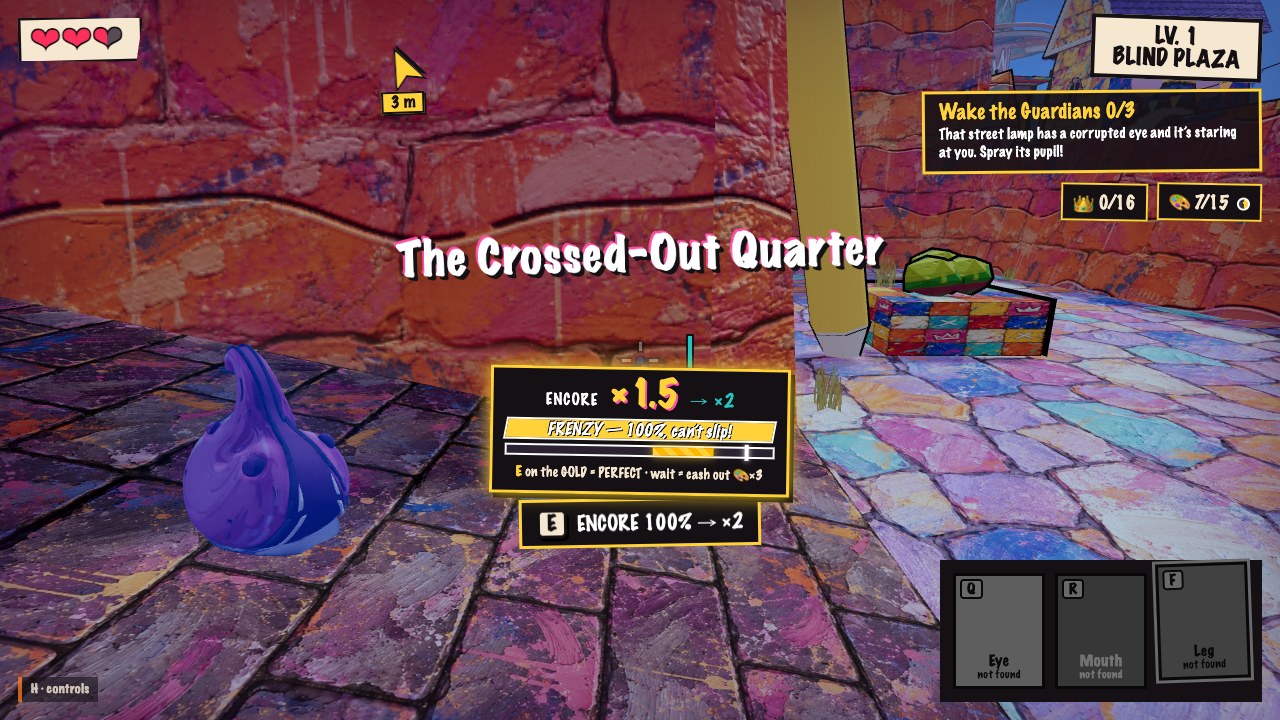 LV. 1
BLIND PLAZA
3 m
Wake the Guardians 0/3
That street lamp has a corrupted eye and it's staring
at you. Spray its pupil!
0/16
7/15
The Crossed-Out Quarter
ENCORE ×1.5 → ×2
FRENZY — 100%, can't slip!
E on the GOLD = PERFECT · wait = cash out ×3
E ENCORE 100% → ×2
Q
Eye
not found
R
Mouth
not found
F
Leg
not found
H · controls